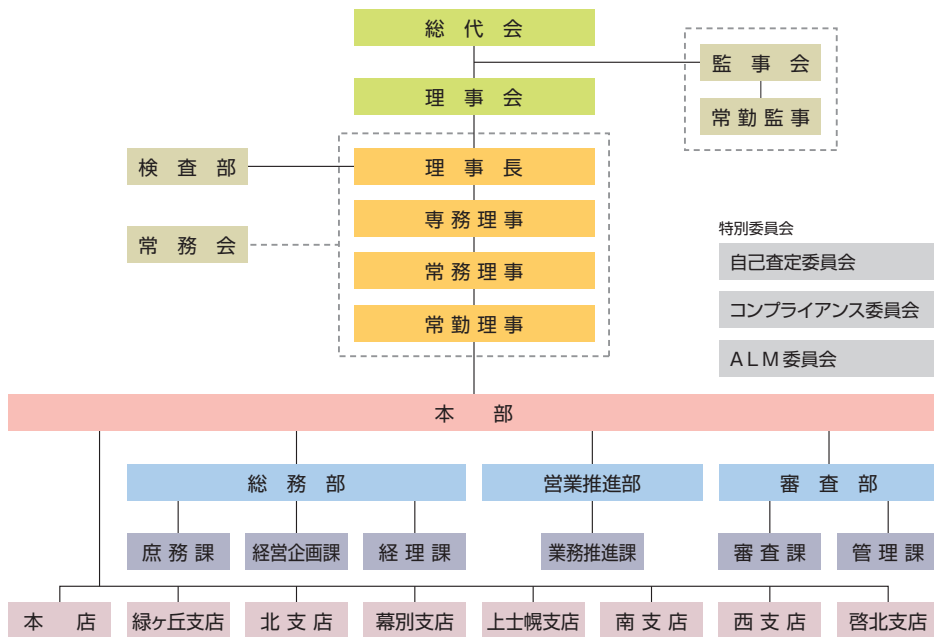 総代会
監事会
理事会
常勤監事
検査部
理事長
専務理事
常務会
常務理事
常勤理事
特別委員会
自己査定委員会
コンプライアンス委員会
ALM委員会
本部
総務部
営業推進部
審査部
庶務課
経営企画課
経理課
業務推進課
審査課
管理課
本店
緑ヶ丘支店
北支店
幕別支店
上士幌支店
南支店
西支店
啓北支店